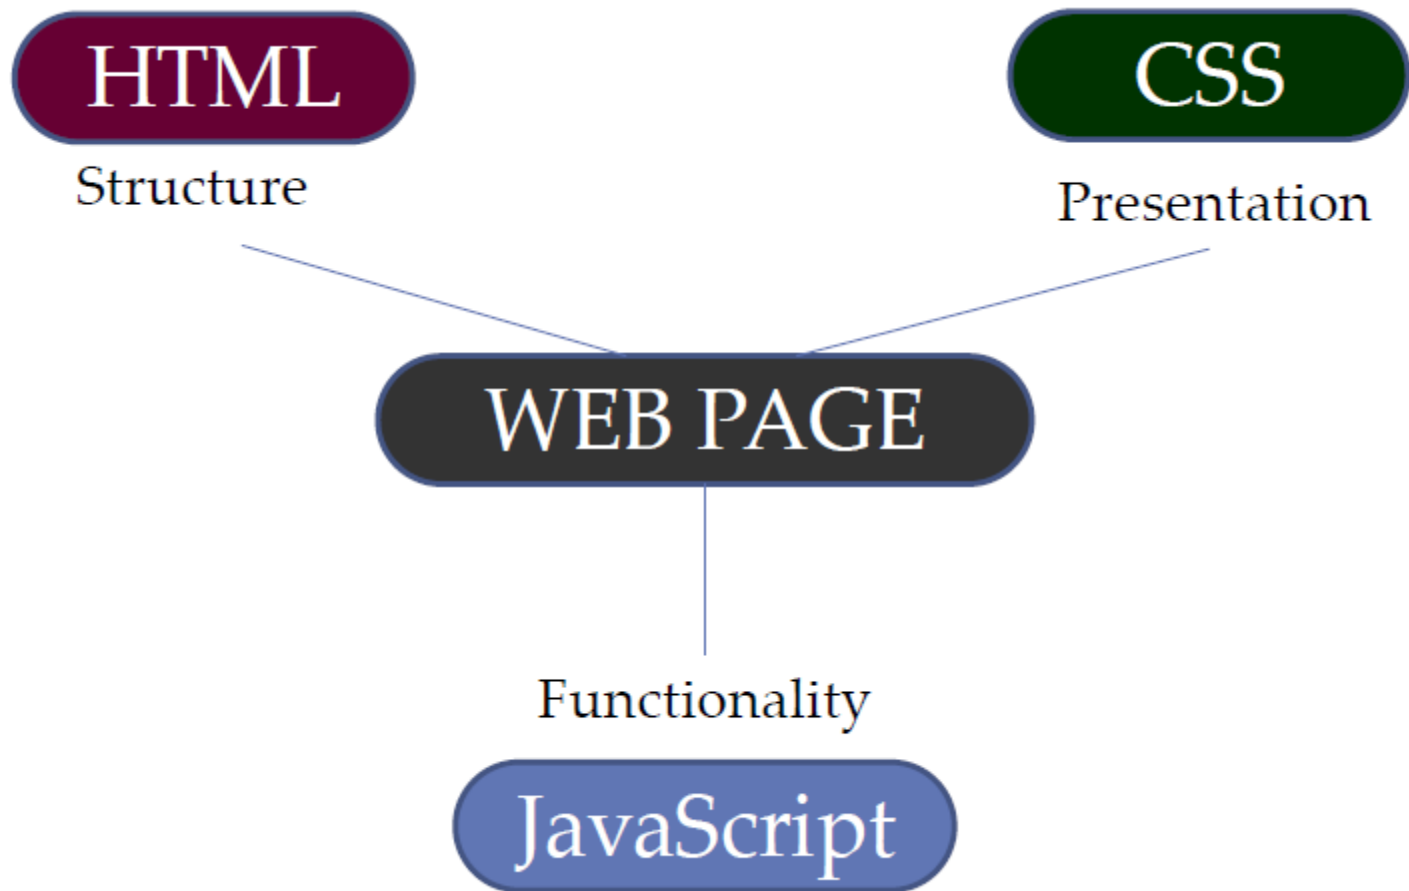 HTML
Structure
CSS
Presentation
WEB PAGE
Functionality
JavaScript